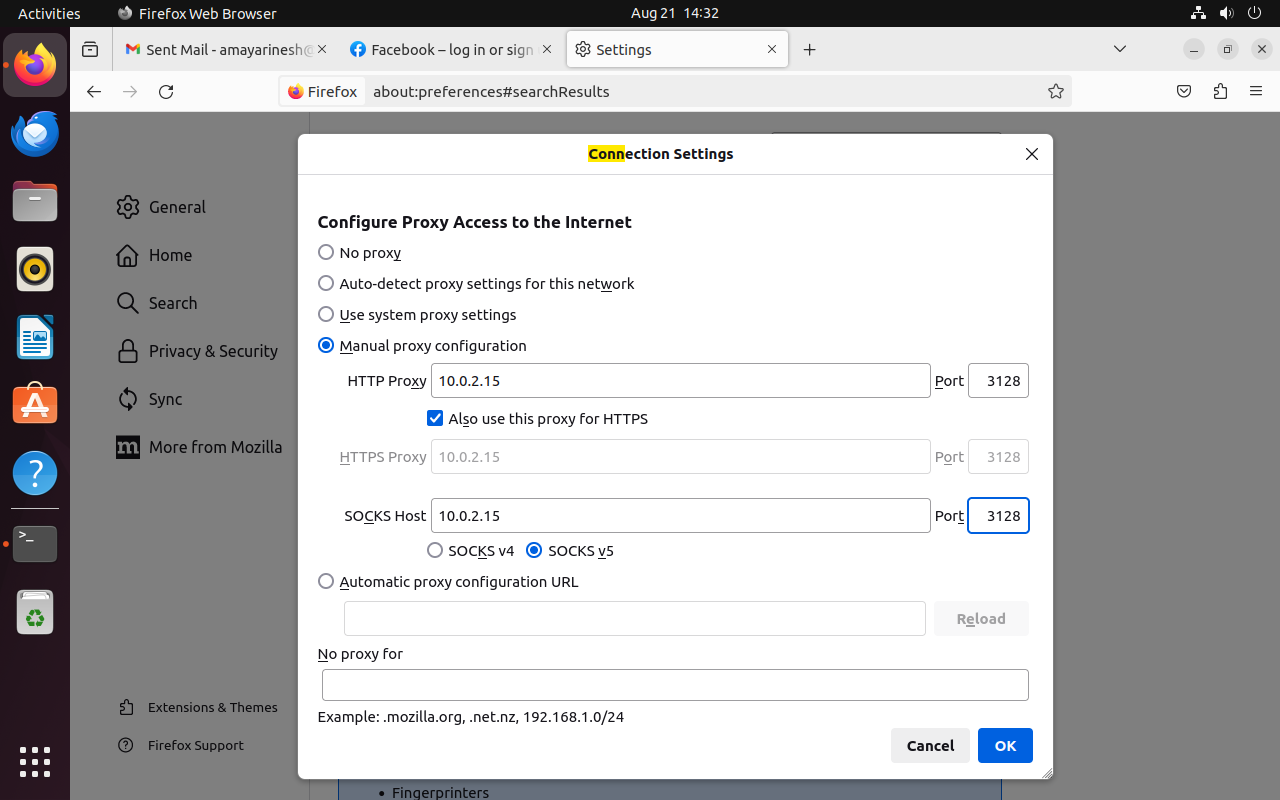 Activities
Firefox Web Browser
Aug 21 14:32
Sent Mail - amayarinesh@
Facebook – log in or sign
Settings
Firefox
about:preferences#searchResults
General
Home
Search
Privacy & Security
Sync
More from Mozilla
Extensions & Themes
Firefox Support
Connection Settings
Configure Proxy Access to the Internet
No proxy
Auto-detect proxy settings for this network
Use system proxy settings
Manual proxy configuration
HTTP Proxy 10.0.2.15 Port 3128
Also use this proxy for HTTPS
HTTPS Proxy 10.0.2.15 Port 3128
SOCKS Host 10.0.2.15 Port 3128
SOCKS v4 SOCKS v5
Automatic proxy configuration URL
Reload
No proxy for
Example: .mozilla.org, .net.nz, 192.168.1.0/24
Cancel OK
• Fingerprinters